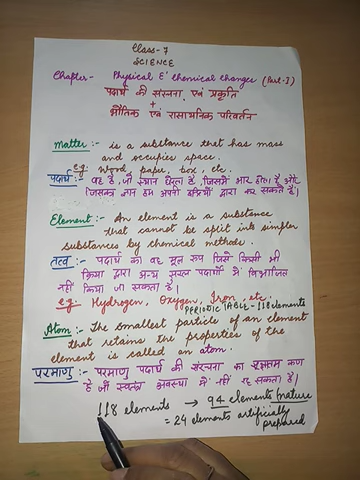 Class-7
SCIENCE
Chapter- Physical & Chemical Changes (Part-I)
पदार्थ की संरचना, एवं प्रकृति
+
भौतिक एवं रासायनिक परिवर्तन
Matter:- is a substance that has mass
and occupies space.
e.g:- Wood, paper, box, etc.
पदार्थ:- वह है, जो स्थान घेरता है, जिसमें भार होता है और
जिसका ज्ञान हम अपनी इन्द्रियों द्वारा कर सकते हैं।
Element:- An element is a substance
that cannot be split into simpler
substances by chemical methods.
तत्व:- पदार्थ का वह मूल रूप जिसे किसी भी
क्रिया द्वारा अन्य सरल पदार्थों में विभाजित
नहीं किया जा सकता है।
e.g:- Hydrogen, Oxygen, Iron, etc.
PERIODIC TABLE - 118 elements
Atom:- The smallest particle of an element
that retains the properties of the
element is called an atom.
परमाणु:- परमाणु पदार्थ की संरचना का सूक्ष्मतम कण
है जो स्वतंत्र अवस्था में नहीं रह सकता है।
118 elements → 94 elements (nature
= 24 elements artificially
prepared